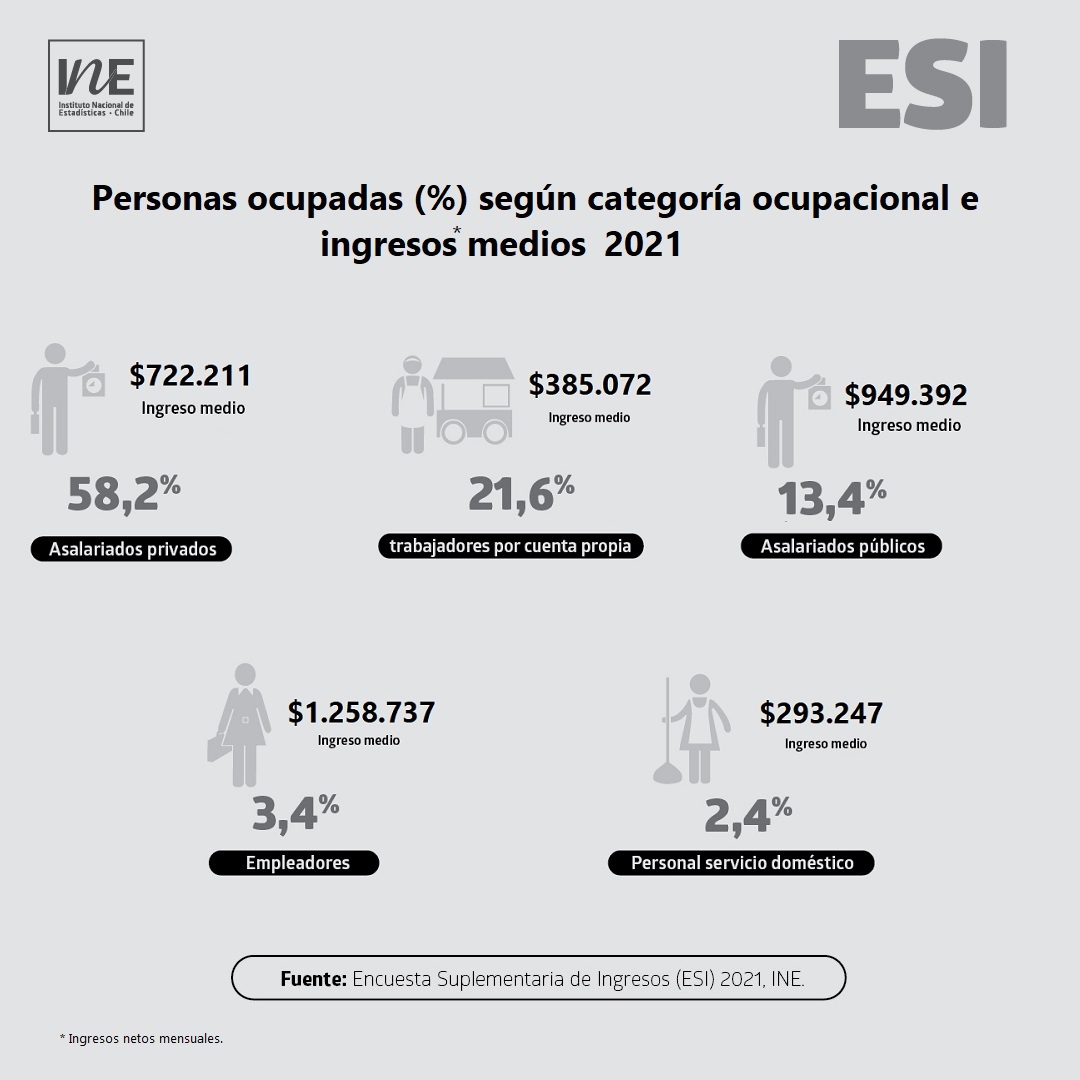 INE
Instituto Nacional de
Estadísticas • Chile
ESI
Personas ocupadas (%) según categoría ocupacional e
ingresos* medios 2021
$722.211
Ingreso medio
58,2%
Asalariados privados
$385.072
Ingreso medio
21,6%
trabajadores por cuenta propia
$949.392
Ingreso medio
13,4%
Asalariados públicos
$1.258.737
Ingreso medio
3,4%
Empleadores
$293.247
Ingreso medio
2,4%
Personal servicio doméstico
Fuente: Encuesta Suplementaria de Ingresos (ESI) 2021, INE.
* Ingresos netos mensuales.